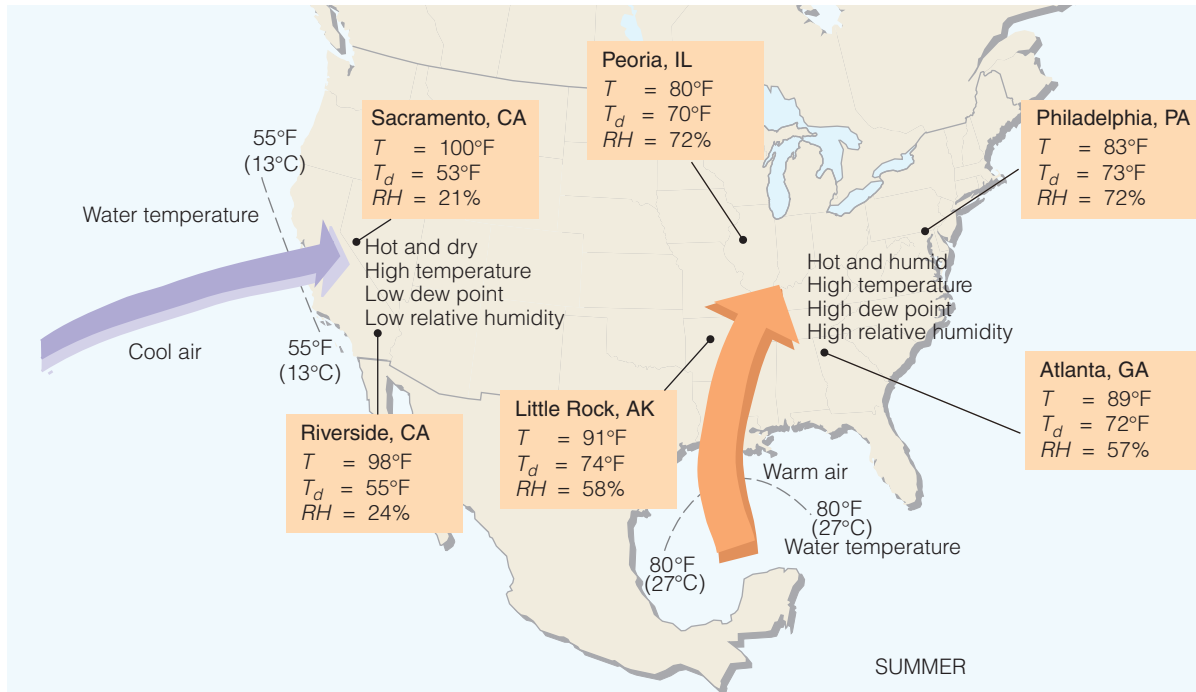 Peoria, IL
T = 80°F
Td = 70°F
RH = 72%
Sacramento, CA
T = 100°F
Td = 53°F
RH = 21%
Philadelphia, PA
T = 83°F
Td = 73°F
RH = 72%
55°F
(13°C)
Water temperature
Hot and dry
High temperature
Low dew point
Low relative humidity
Hot and humid
High temperature
High dew point
High relative humidity
Cool air
55°F
(13°C)
Atlanta, GA
T = 89°F
Td = 72°F
RH = 57%
Little Rock, AK
T = 91°F
Td = 74°F
RH = 58%
Riverside, CA
T = 98°F
Td = 55°F
RH = 24%
Warm air
80°F
(27°C)
Water temperature
80°F
(27°C)
SUMMER